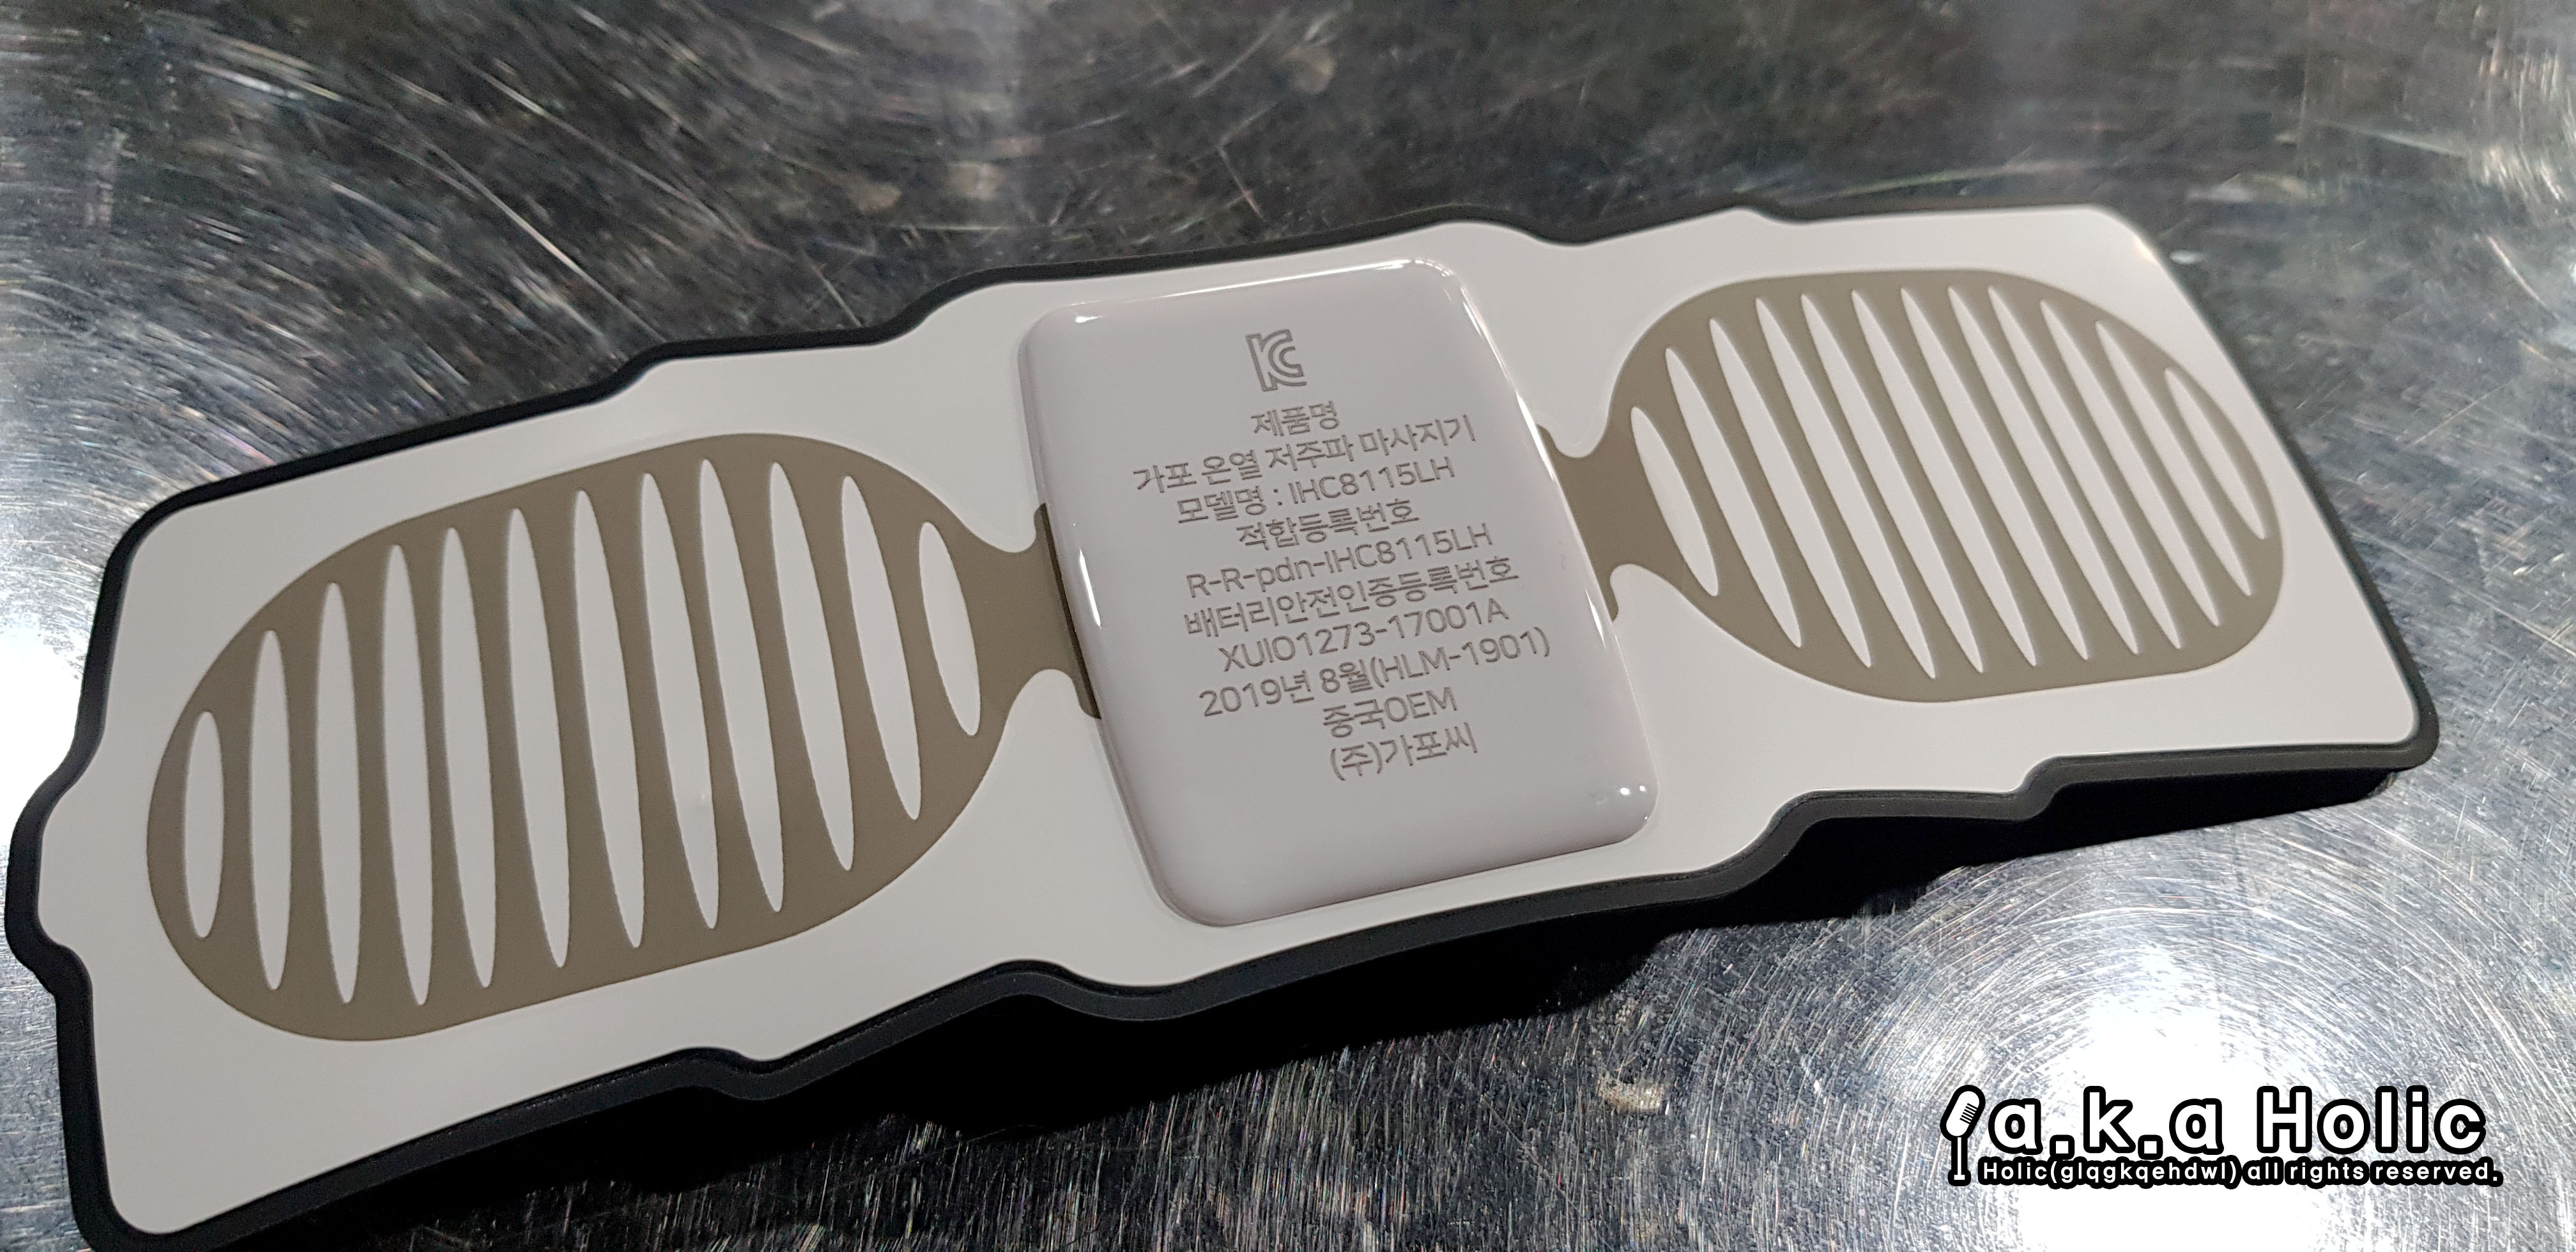 KC
제품명
가포 온열 저주파 마사지기
모델명 : IHC8115LH
적합등록번호
R-R-pdn-IHC8115LH
배터리안전인증등록번호
XUIO1273-17001A
2019년 8월(HLM-1901)
중국OEM
(주)가포씨
a.k.a Holic
Holic(glqgkqehdwl) all rights reserved.